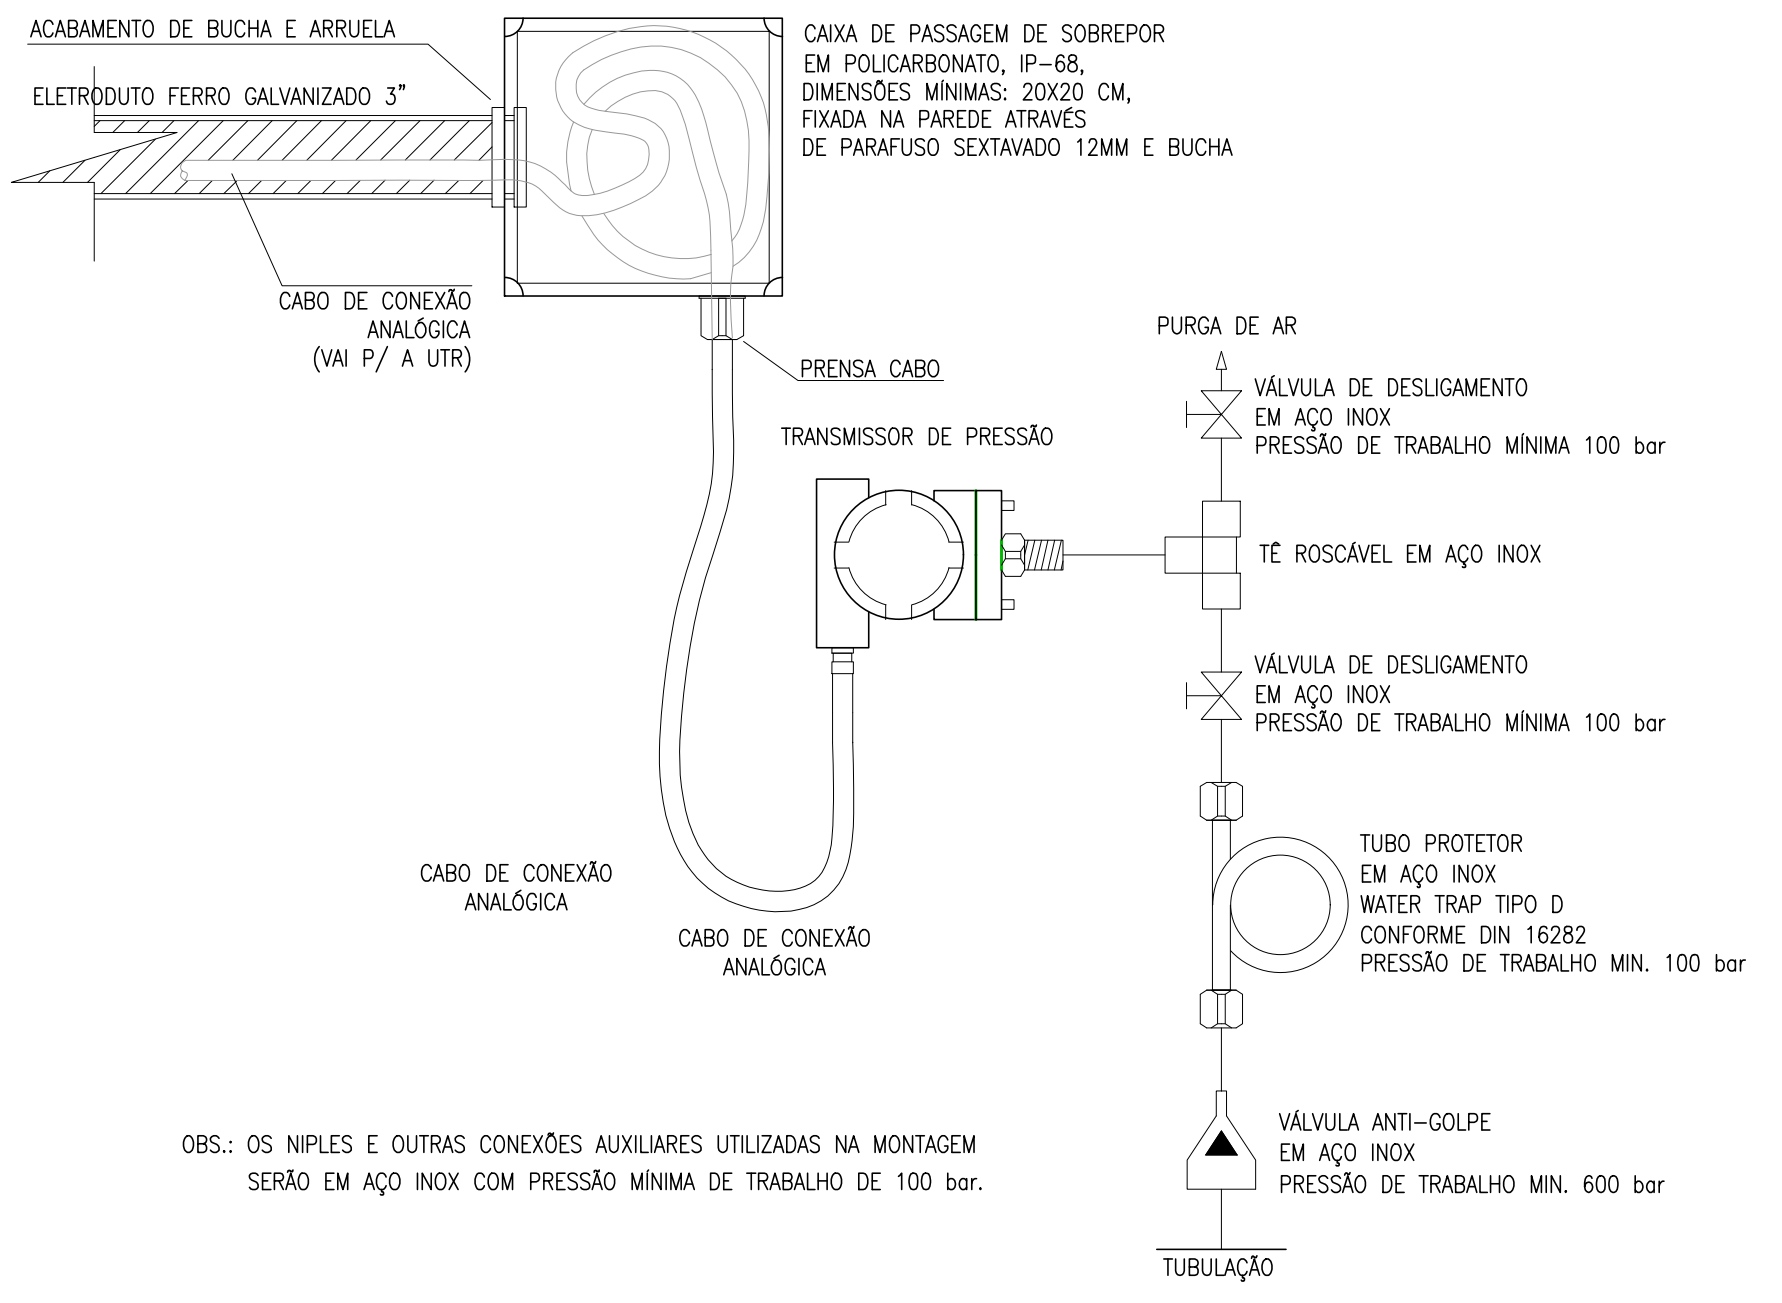 ACABAMENTO DE BUCHA E ARRUELA
ELETRODUTO FERRO GALVANIZADO 3"
CAIXA DE PASSAGEM DE SOBREPOR
EM POLICARBONATO, IP-68,
DIMENSÕES MÍNIMAS: 20X20 CM,
FIXADA NA PAREDE ATRAVÉS
DE PARAFUSO SEXTAVADO 12MM E BUCHA
CABO DE CONEXÃO
ANALÓGICA
(VAI P/ A UTR)
PRENSA CABO
PURGA DE AR
VÁLVULA DE DESLIGAMENTO
EM AÇO INOX
PRESSÃO DE TRABALHO MÍNIMA 100 bar
TRANSMISSOR DE PRESSÃO
TÊ ROSCÁVEL EM AÇO INOX
VÁLVULA DE DESLIGAMENTO
EM AÇO INOX
PRESSÃO DE TRABALHO MÍNIMA 100 bar
TUBO PROTETOR
EM AÇO INOX
WATER TRAP TIPO D
CONFORME DIN 16282
PRESSÃO DE TRABALHO MIN. 100 bar
CABO DE CONEXÃO
ANALÓGICA
CABO DE CONEXÃO
ANALÓGICA
VÁLVULA ANTI-GOLPE
EM AÇO INOX
PRESSÃO DE TRABALHO MIN. 600 bar
OBS.: OS NIPLES E OUTRAS CONEXÕES AUXILIARES UTILIZADAS NA MONTAGEM
SERÃO EM AÇO INOX COM PRESSÃO MÍNIMA DE TRABALHO DE 100 bar.
TUBULAÇÃO